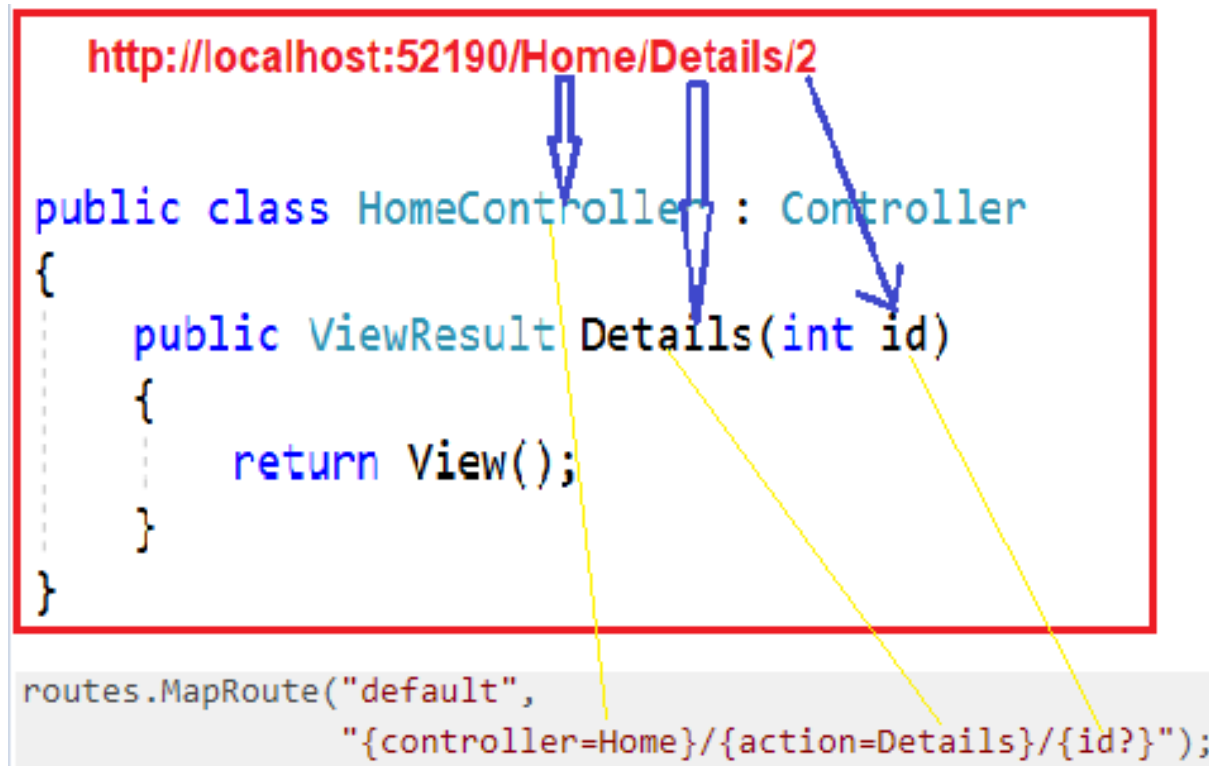 http://localhost:52190/Home/Details/2
public class HomeController : Controller
{
public ViewResult Details(int id)
{
return View();
}
}
routes.MapRoute("default",
"{controller=Home}/{action=Details}/{id?}");